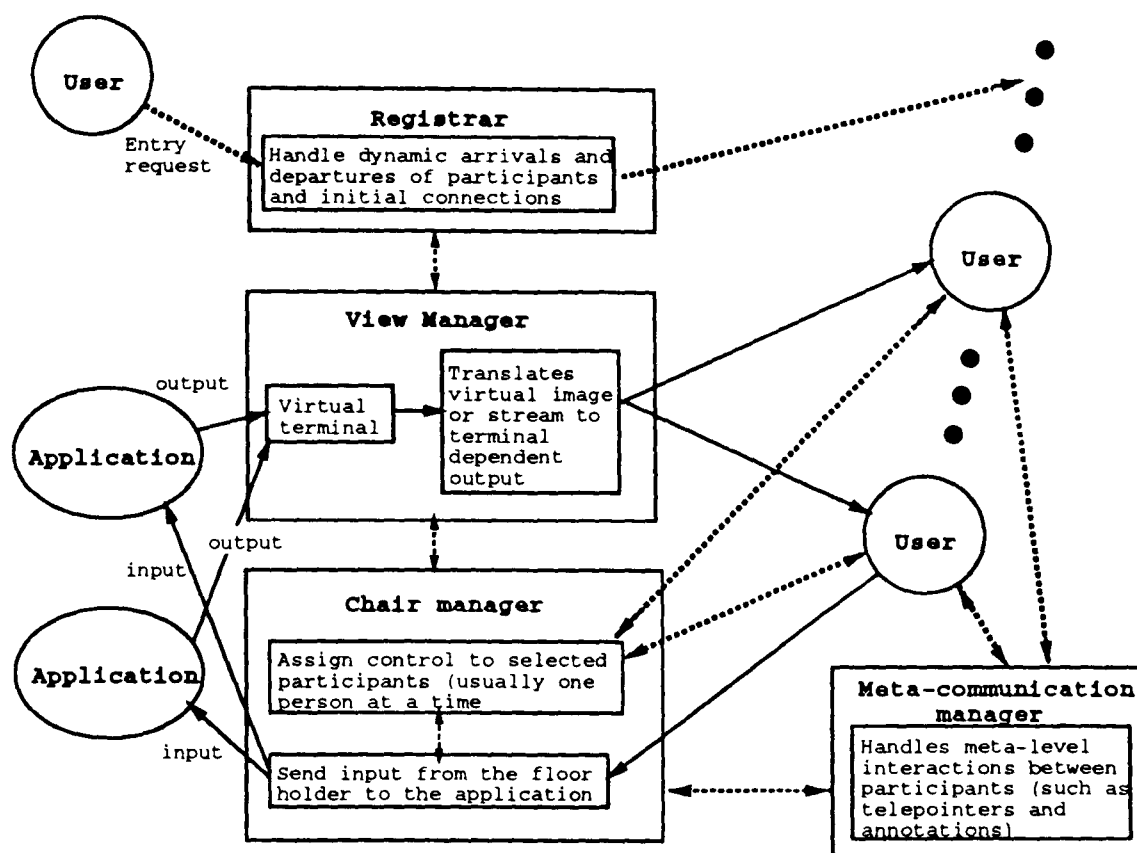 User
Entry
request
Registrar
Handle dynamic arrivals and
departures of participants
and initial connections
User
View Manager
output
Virtual
terminal
Translates
virtual image
or stream to
terminal
dependent
output
Application
output
input
User
Chair manager
Assign control to selected
participants (usually one
person at a time
Application
input
Send input from the floor
holder to the application
Meta-communication
manager
Handles meta-level
interactions between
participants (such as
telepointers and
annotations)